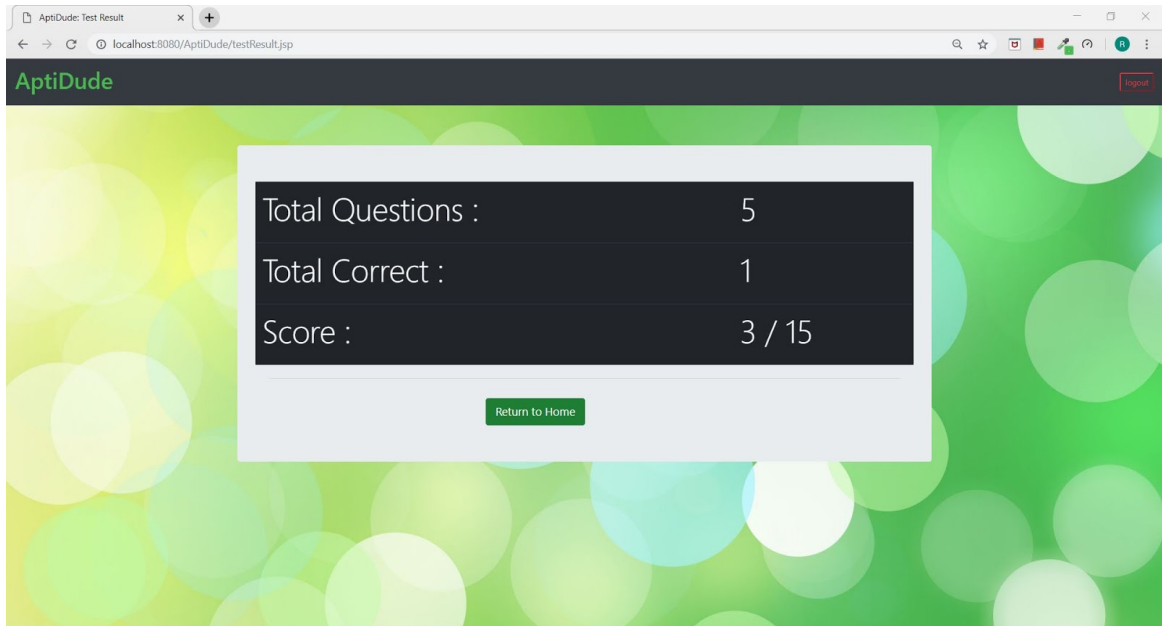 AptiDude: Test Result
localhost:8080/AptiDude/testResult.jsp
R
AptiDude
logout
Total Questions : 5
Total Correct : 1
Score : 3 / 15
Return to Home